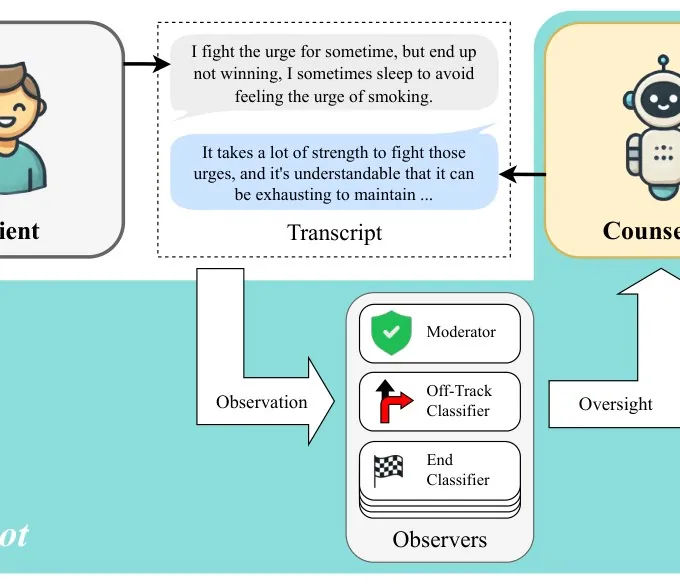 I fight the urge for sometime, but end up
not winning, I sometimes sleep to avoid
feeling the urge of smoking.
It takes a lot of strength to fight those
urges, and it's understandable that it can
be exhausting to maintain ...
ient
Transcript
Counse
Moderator
Off-Track
Classifier
End
Classifier
Observation
Oversight
Observers
ot